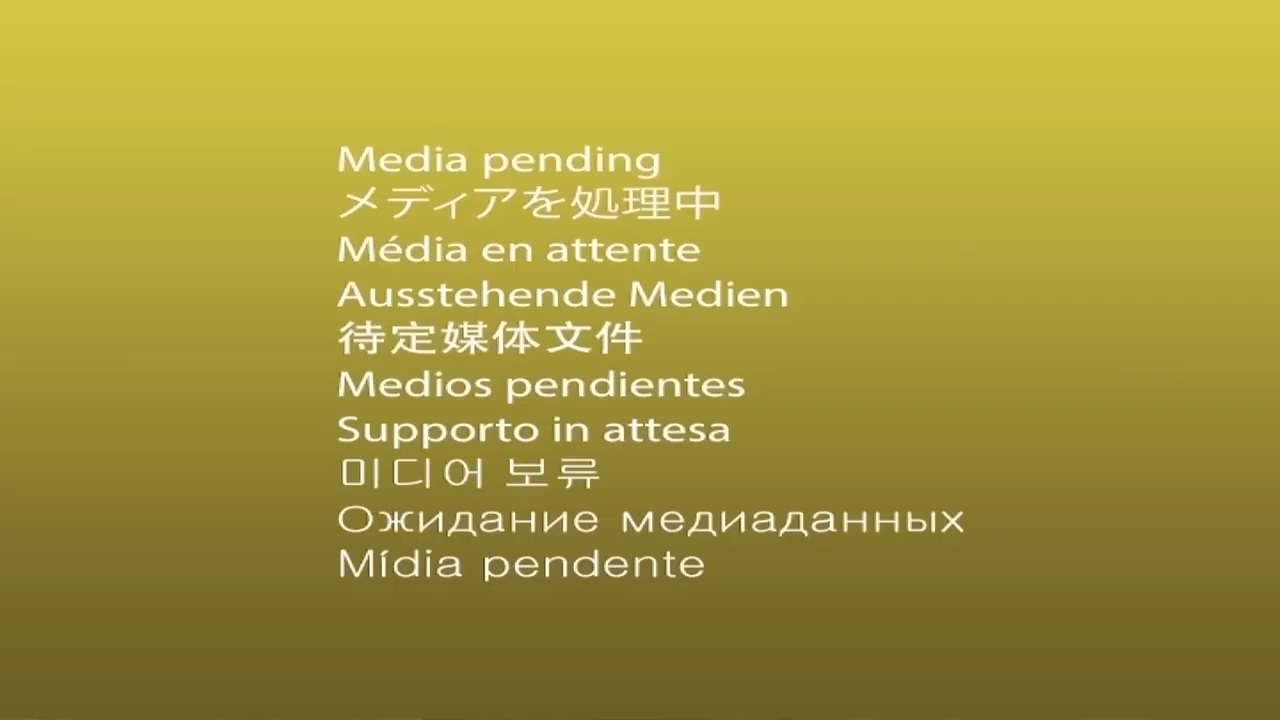 Media pending
メディアを処理中
Média en attente
Ausstehende Medien
待定媒体文件
Medios pendientes
Supporto in attesa
미디어 보류
Ожидание медиаданных
Mídia pendente